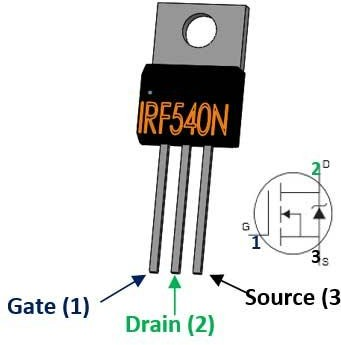 IRF540N
2 D
G
1
3
S
Gate (1)
Source (3
Drain (2)